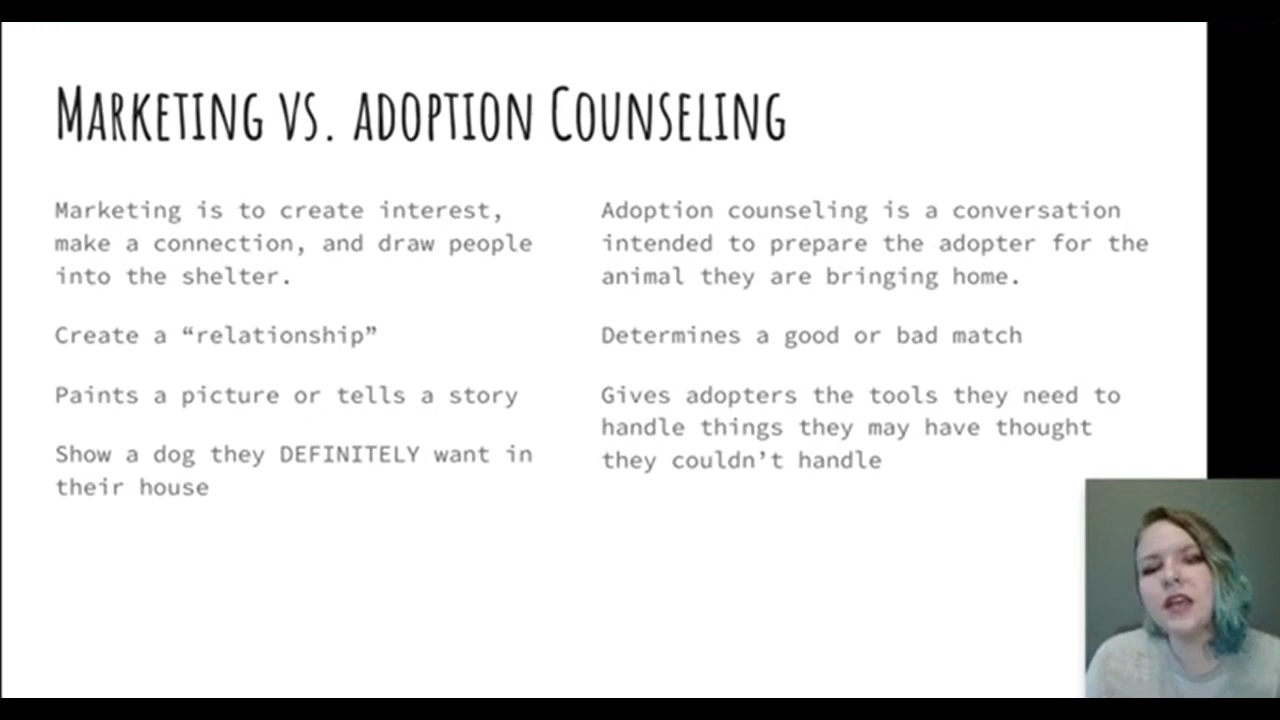 Marketing vs. adoption Counseling
Marketing is to create interest,
make a connection, and draw people
into the shelter.
Create a “relationship”
Paints a picture or tells a story
Show a dog they DEFINITELY want in
their house
Adoption counseling is a conversation
intended to prepare the adopter for the
animal they are bringing home.
Determines a good or bad match
Gives adopters the tools they need to
handle things they may have thought
they couldn’t handle